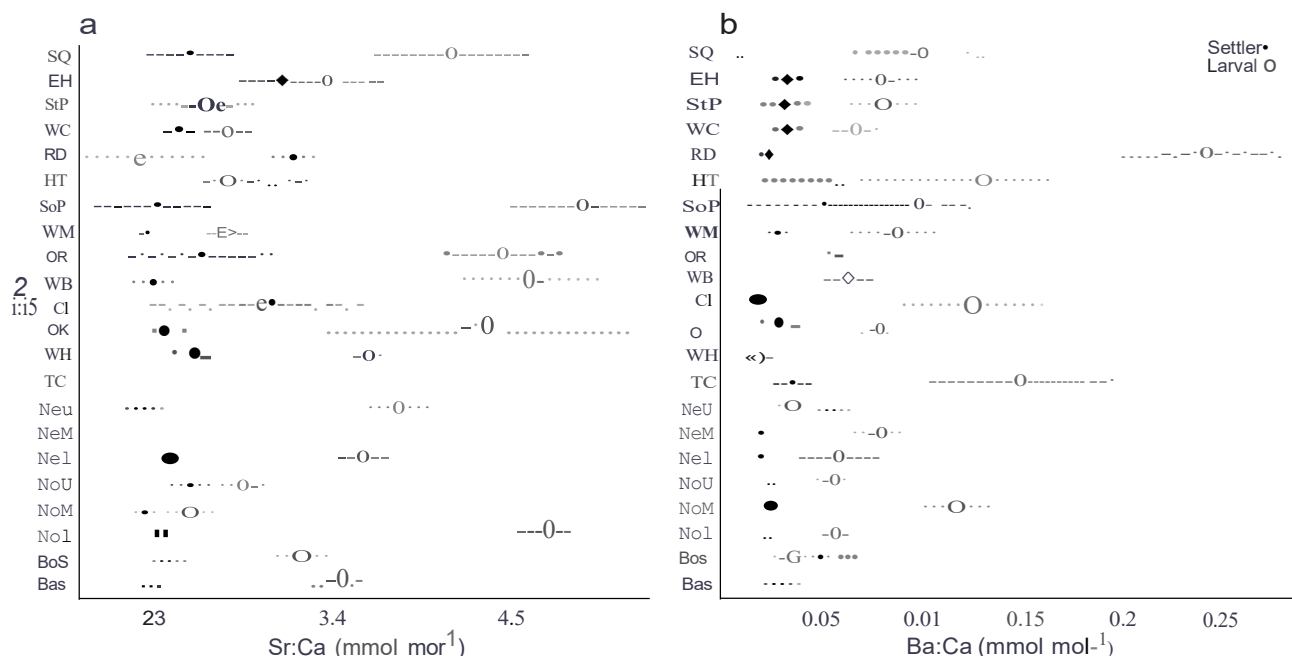 a
SQ
EH
StP
WC
RD
HT
SoP
WM
OR
WB
Cl
OK
WH
TC
Neu
NeM
Nel
NoU
NoM
Nol
BoS
Bas
2
i:i5
23 3.4 4.5
Sr:Ca (mmol mor1)
b
Settler•
Larval O
SQ
EH
StP
WC
RD
HT
SoP
WM
OR
WB
Cl
O
WH
TC
NeU
NeM
Nel
NoU
NoM
Nol
Bos
Bas
0.05 0.01 0.15 0.2 0.25
Ba:Ca (mmol mol-1)